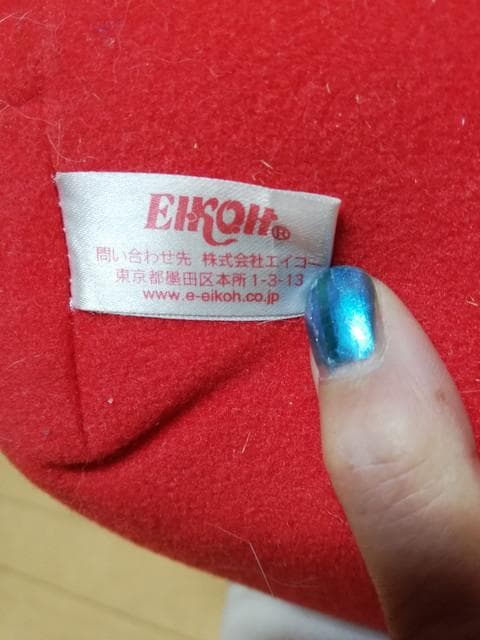 EIKOH®
問い合わせ先 株式会社エイコー
東京都墨田区本所1-3-13
www.e-eikoh.co.jp